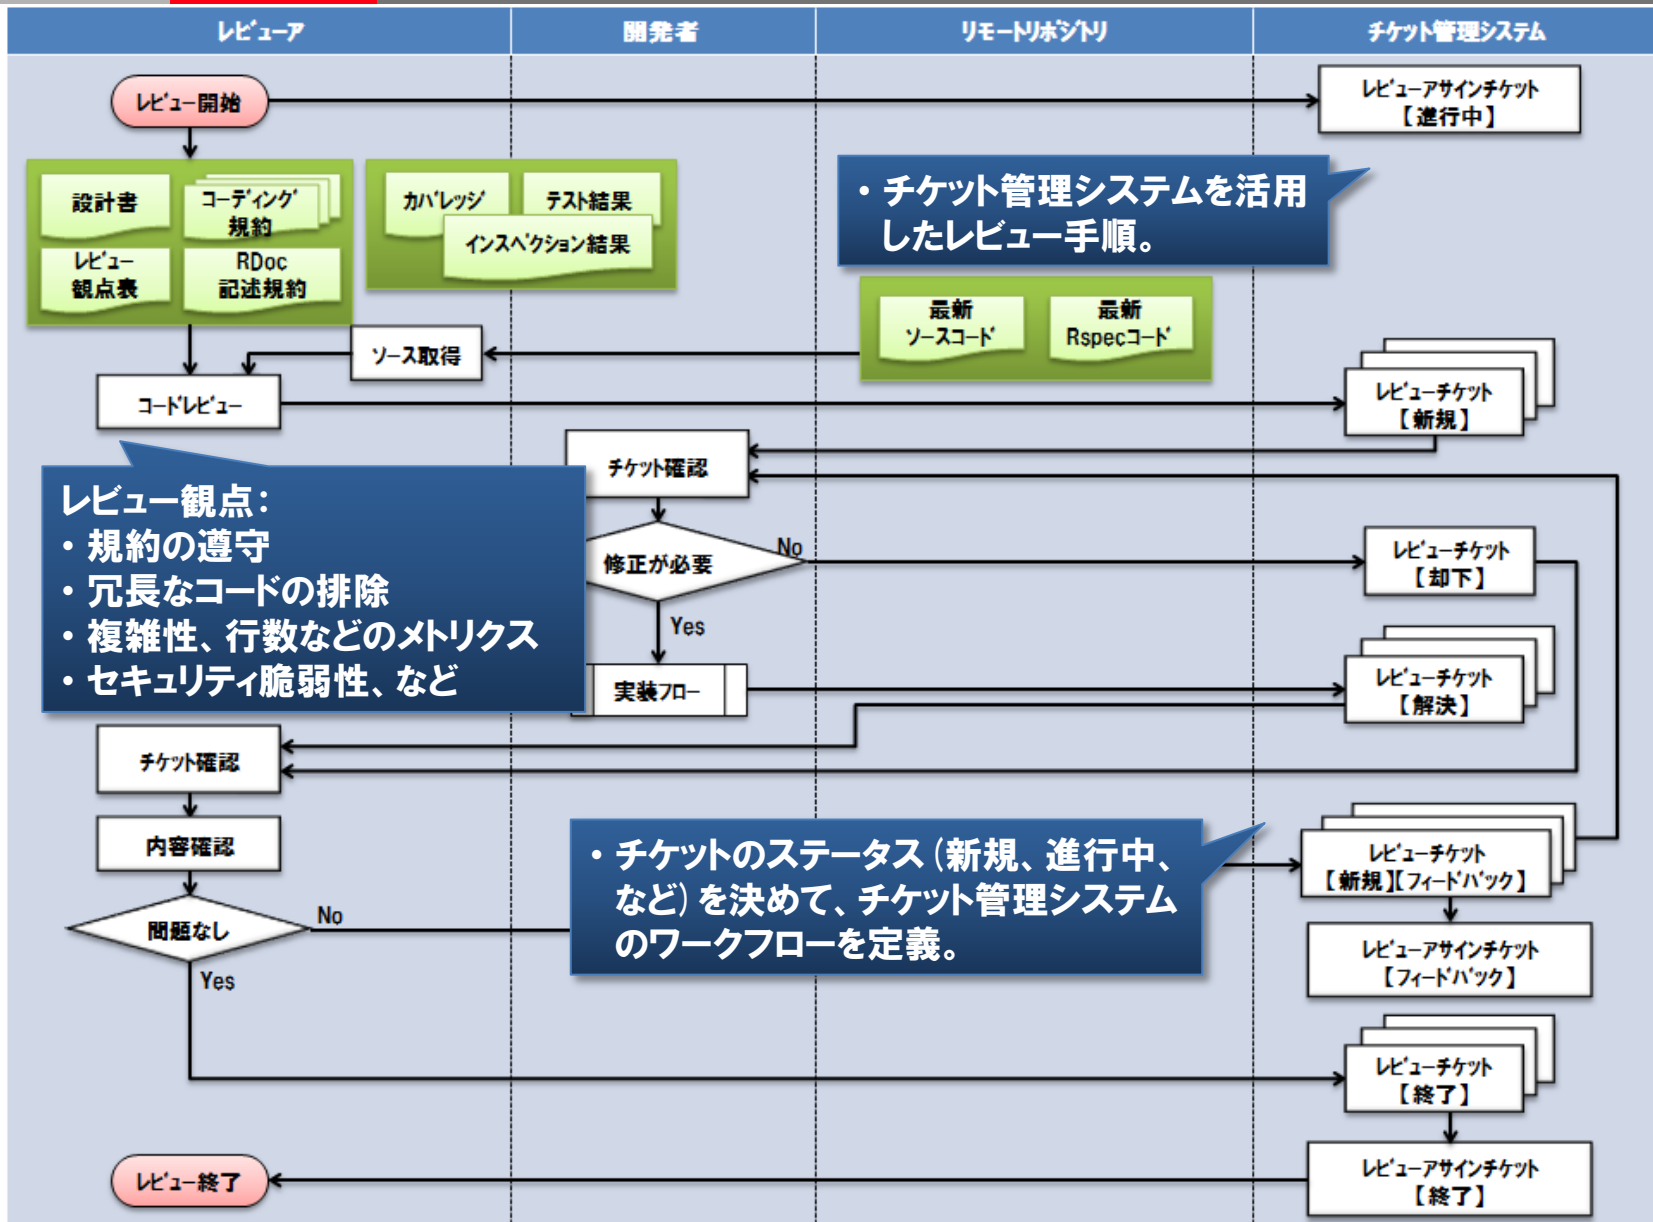 レビューア
開発者
リモートリポジトリ
チケット管理システム
レビュー開始
レビューアサインチケット
【進行中】
設計書
コーディング
規約
レビュー
観点表
RDoc
記述規約
カバレッジ
テスト結果
インスペクション結果
・チケット管理システムを活用
したレビュー手順。
最新
ソースコード
最新
Rspecコード
ソース取得
コードレビュー
レビューチケット
【新規】
チケット確認
レビュー観点：
・規約の遵守
・冗長なコードの排除
・複雑性、行数などのメトリクス
・セキュリティ脆弱性、など
修正が必要
No
Yes
レビューチケット
【却下】
実装フロー
レビューチケット
【解決】
チケット確認
内容確認
問題なし
No
Yes
・チケットのステータス(新規、進行中、
など)を決めて、チケット管理システム
のワークフローを定義。
レビューチケット
【新規】【フィードバック】
レビューアサインチケット
【フィードバック】
レビューチケット
【終了】
レビュー終了
レビューアサインチケット
【終了】